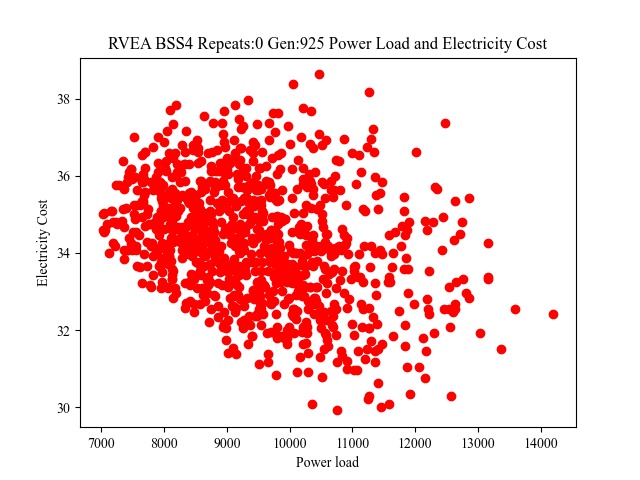 RVEA BSS4 Repeats:0 Gen:925 Power Load and Electricity Cost
38
36
34
32
30
Electricity Cost
7000 8000 9000 10000 11000 12000 13000 14000
Power load